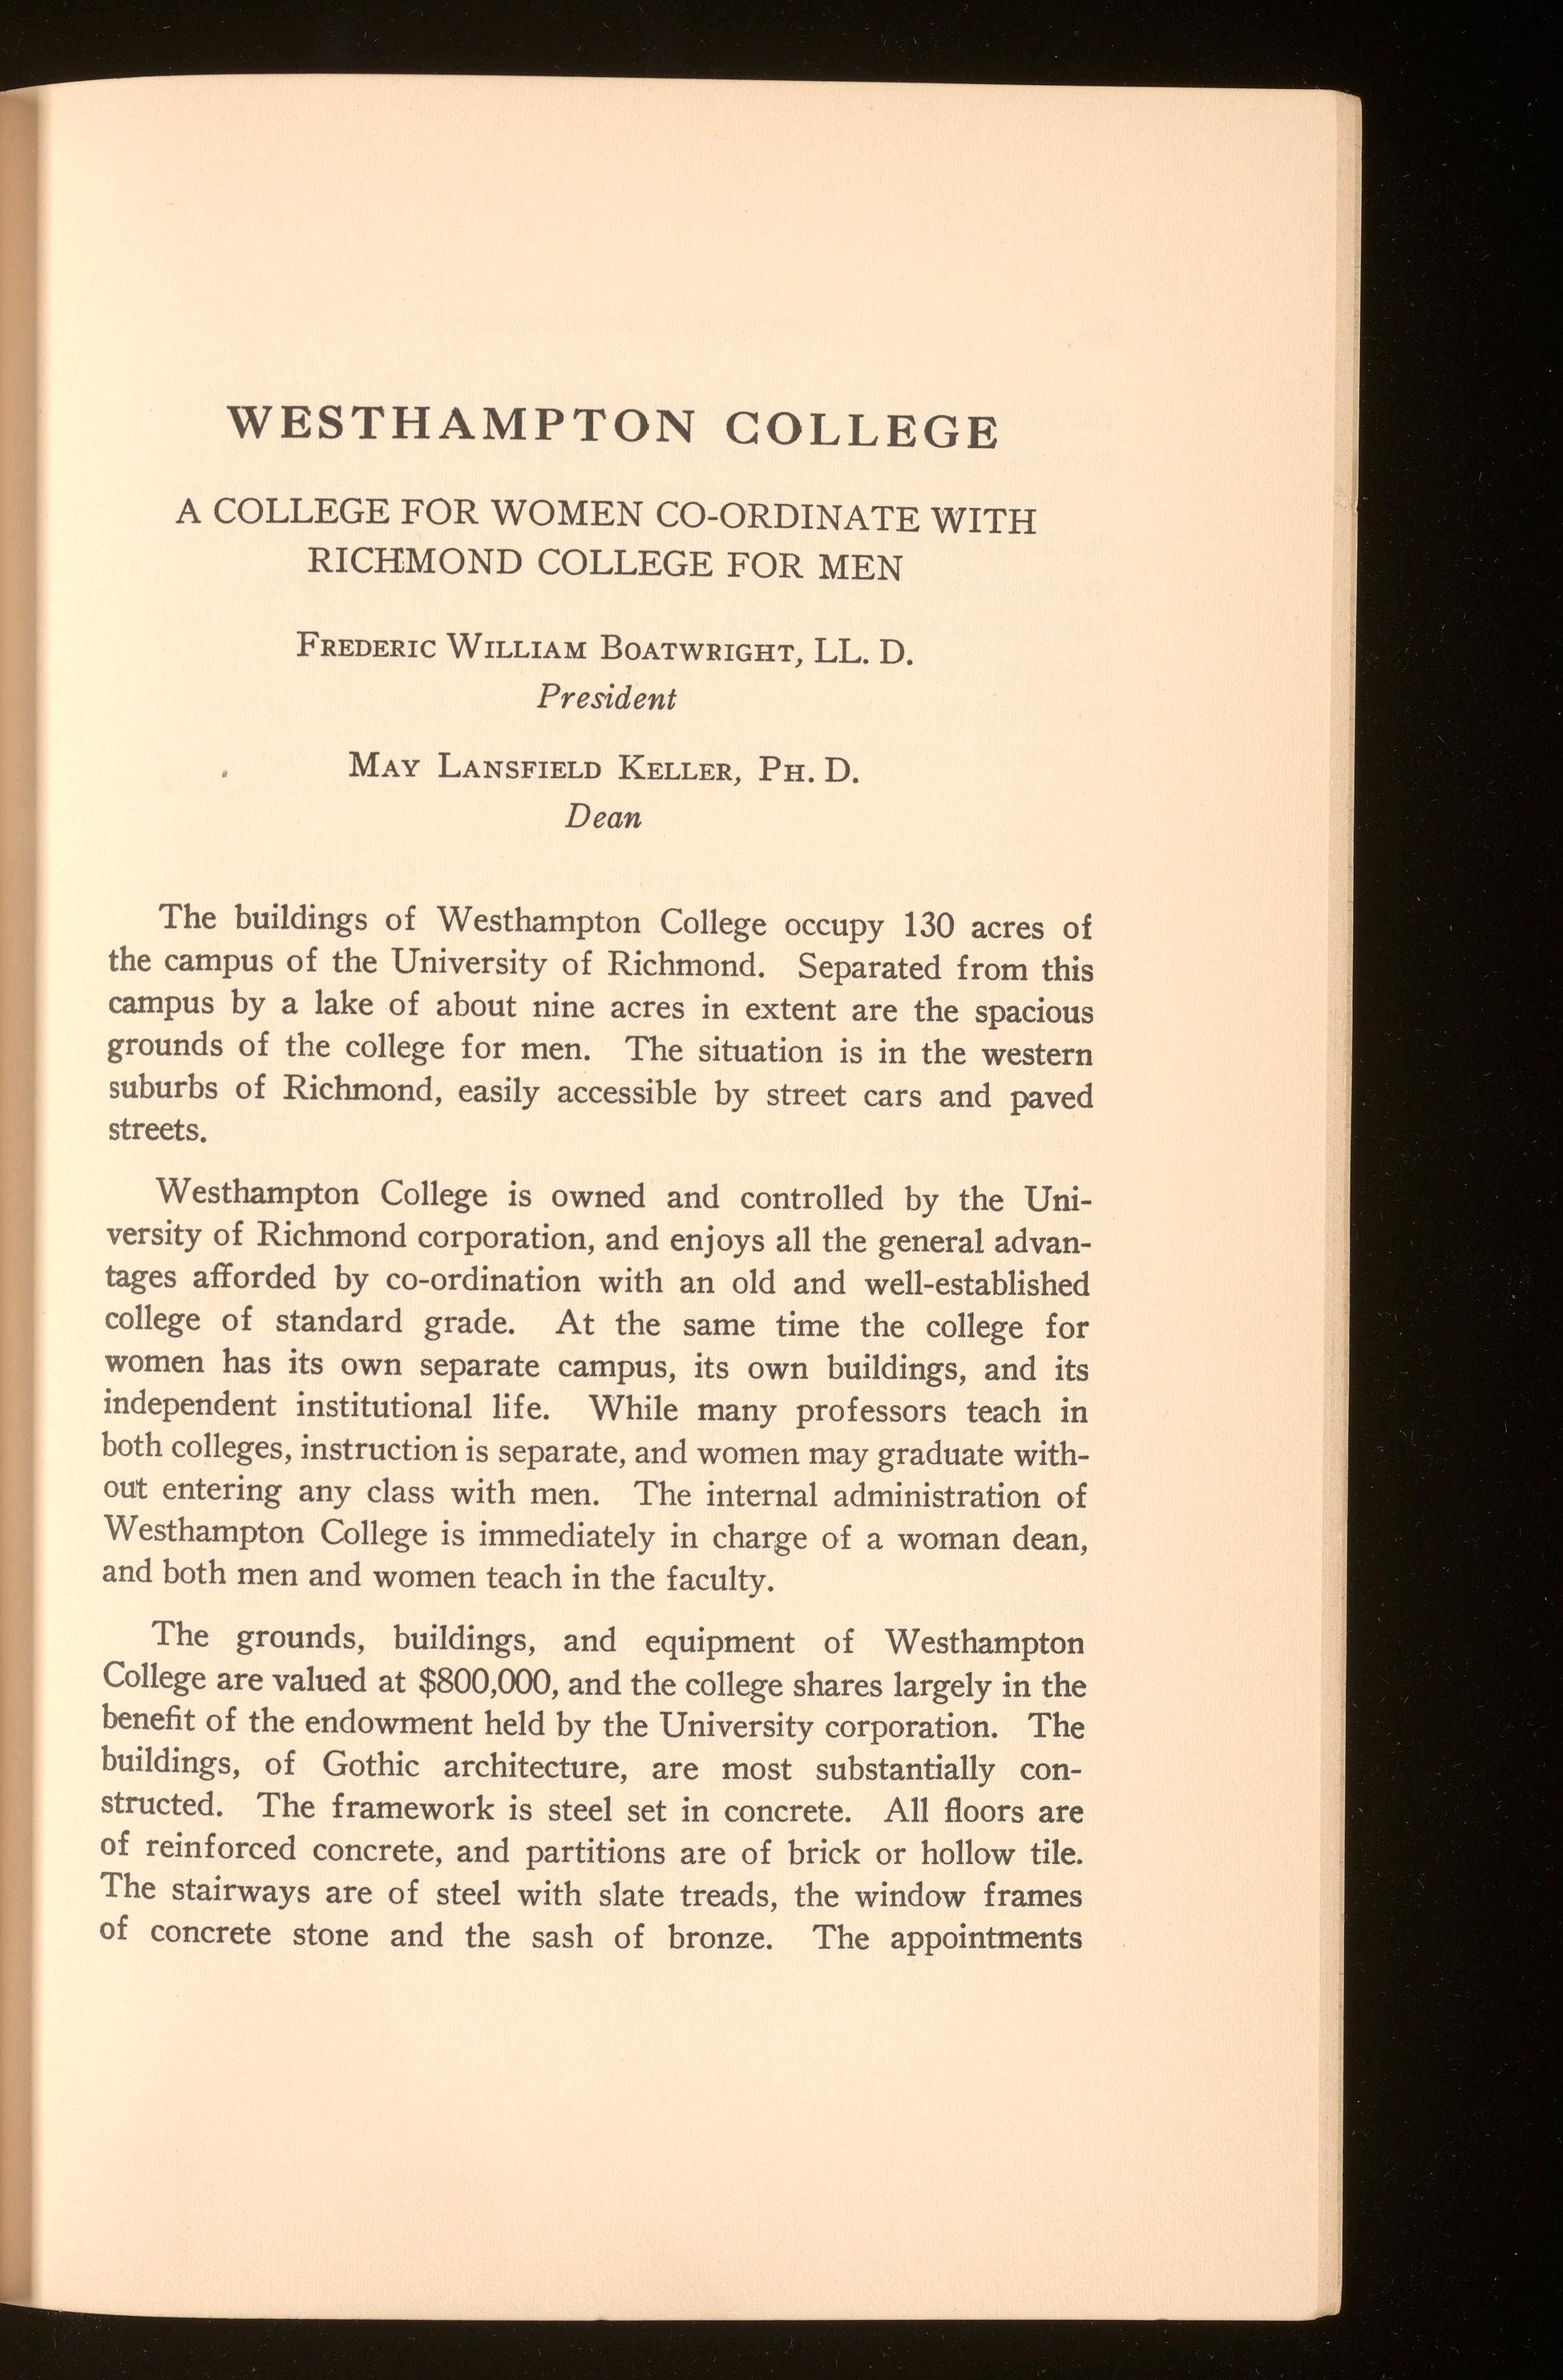 WESTHAMPTON COLLEGE
A COLLEGE FOR WOMEN CO-ORDINATE WITH
RICHMOND COLLEGE FOR MEN
FREDERIC WILLIAM BOATWRIGHT, LL. D.
President
MAY LANSFIELD KELLER, PH. D.
Dean
The buildings of Westhampton College occupy 130 acres of
the campus of the University of Richmond. Separated from this
campus by a lake of about nine acres in extent are the spacious
grounds of the college for men. The situation is in the western
suburbs of Richmond, easily accessible by street cars and paved
streets.
Westhampton College is owned and controlled by the Uni-
versity of Richmond corporation, and enjoys all the general advan-
tages afforded by co-ordination with an old and well-established
college of standard grade. At the same time the college for
women has its own separate campus, its own buildings, and its
independent institutional life. While many professors teach in
both colleges, instruction is separate, and women may graduate with-
out entering any class with men. The internal administration of
Westhampton College is immediately in charge of a woman dean,
and both men and women teach in the faculty.
The grounds, buildings, and equipment of Westhampton
College are valued at $800,000, and the college shares largely in the
benefit of the endowment held by the University corporation. The
buildings, of Gothic architecture, are most substantially con-
structed. The framework is steel set in concrete. All floors are
of reinforced concrete, and partitions are of brick or hollow tile.
The stairways are of steel with slate treads, the window frames
of concrete stone and the sash of bronze. The appointments